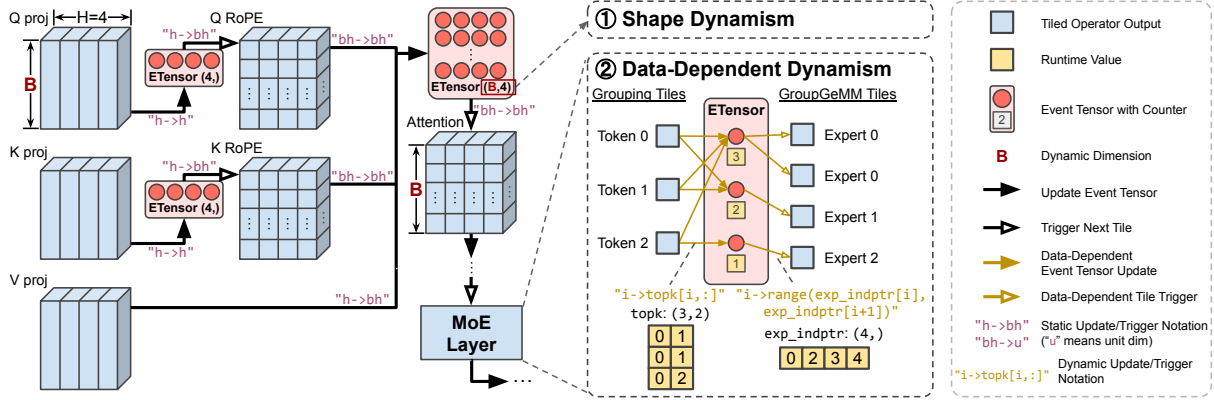 Q proj
H=4
Q RoPE
"h->bh"
"bh->bh"
B
ETensor (4,)
"h->h"
ETensor (B,4)
"bh->bh"
K proj
K RoPE
"h->bh"
"bh->bh"
ETensor (4,)
"h->h"
Attention
B
V proj
"h->bh"
MoE
Layer
...
① Shape Dynamism
② Data-Dependent Dynamism
Grouping Tiles
ETensor
GroupGeMM Tiles
Token 0
Token 1
Token 2
3
2
1
Expert 0
Expert 0
Expert 1
Expert 2
"i->topk[i,:]"
"i->range(exp_indptr[i],
exp_indptr[i+1])"
topk: (3,2)
0 1
0 1
0 2
exp_indptr: (4,)
0 2 3 4
Tiled Operator Output
Runtime Value
2
Event Tensor with Counter
B
Dynamic Dimension
Update Event Tensor
Trigger Next Tile
Data-Dependent
Event Tensor Update
Data-Dependent Tile Trigger
"h->bh"
"bh->u"
Static Update/Trigger Notation
("u" means unit dim)
"i->topk[i,:]"
Dynamic Update/Trigger
Notation